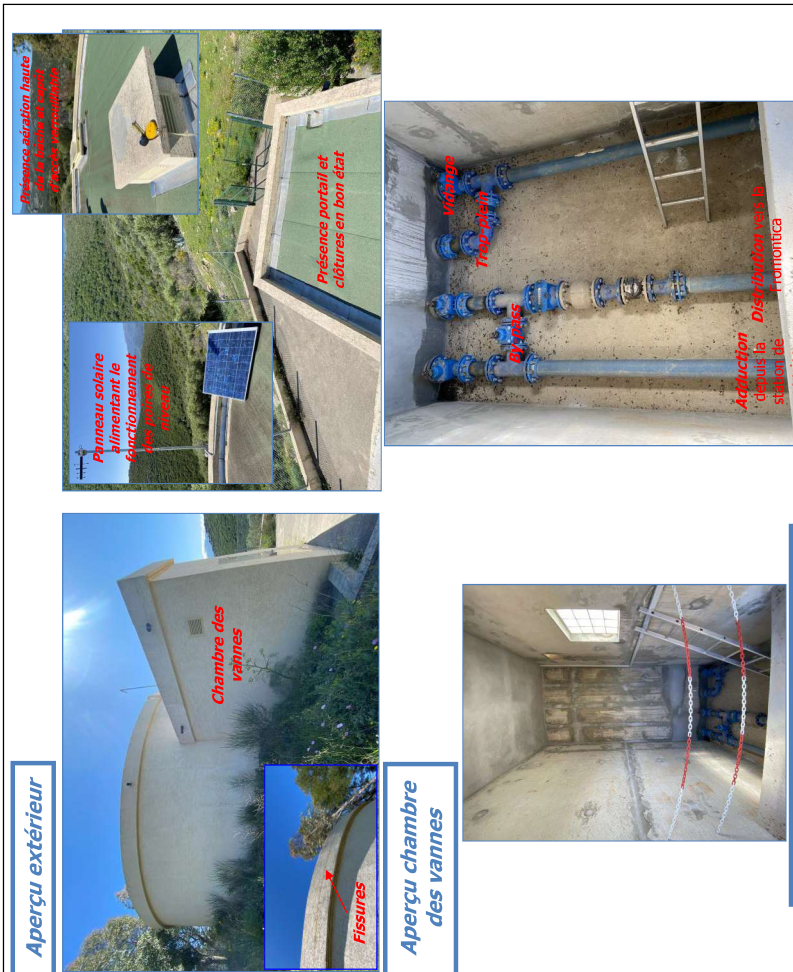 Aperçu extérieur
Chambre des
vannes
Fissures
Présence aération haute
de la bâche et capot
d'accès verrouillable
Panneau solaire
alimentant le
fonctionnement
des poires de
niveau
Présence portail et
clôtures en bon état
Aperçu chambre
des vannes
Vidange
Trop-plein
By-pass
Adduction
depuis la
station de
Distribution vers le
Fromontica